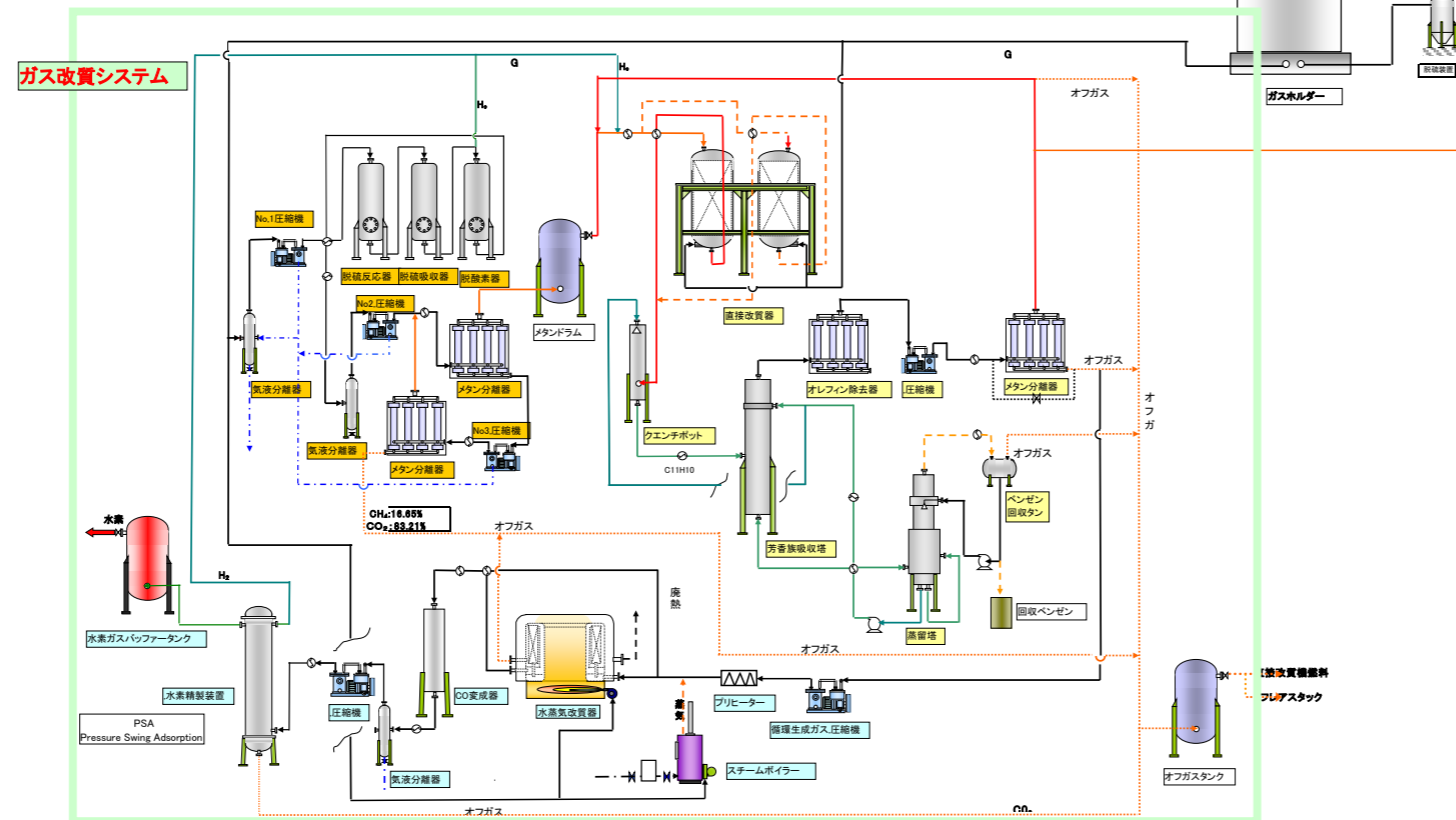 ガス改質システム
G
H₂
G
オフガス
脱硫装置
ガスホルダー
H₂
No,1圧縮機
脱硫反応器
脱硫吸収器
脱酸素器
No2,圧縮機
メタンドラム
直接改質器
気液分離器
メタン分離器
オレフィン除去器
,圧縮機
メタン分離器
オフガス
オフガ
No3,圧縮機
クエンチポット
気液分離器
メタン分離器
C11H10
オフガス
ベンゼン
回収タン
CH₄:16.65%
CO₂:83.21%
オフガス
水素
芳香族吸収塔
H₂
廃熱
回収ベンゼン
水素ガスバッファータンク
蒸留塔
オフガス
水素精製装置
,圧縮機
CO変成器
水蒸気改質器
蒸気
プリヒーター
循環生成ガス,圧縮機
直接改質機燃料
フレアスタック
PSA
Pressure Swing Adsorption
気液分離器
スチームボイラー
オフガスタンク
オフガス
CO₂